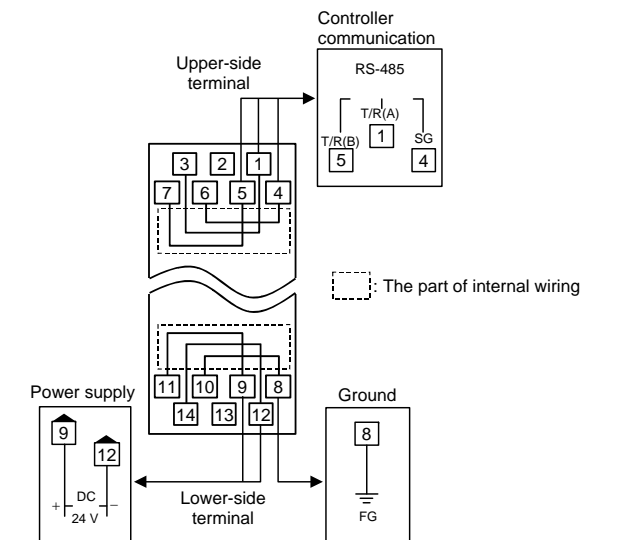 Controller
communication
Upper-side
terminal
RS-485
T/R(A)
1
T/R(B)
SG
5
4
3 2 1
7 6 5 4
: The part of internal wiring
11 10 9 8
14 13 12
Power supply
9
12
+ DC −
24 V
Lower-side
terminal
Ground
8
FG